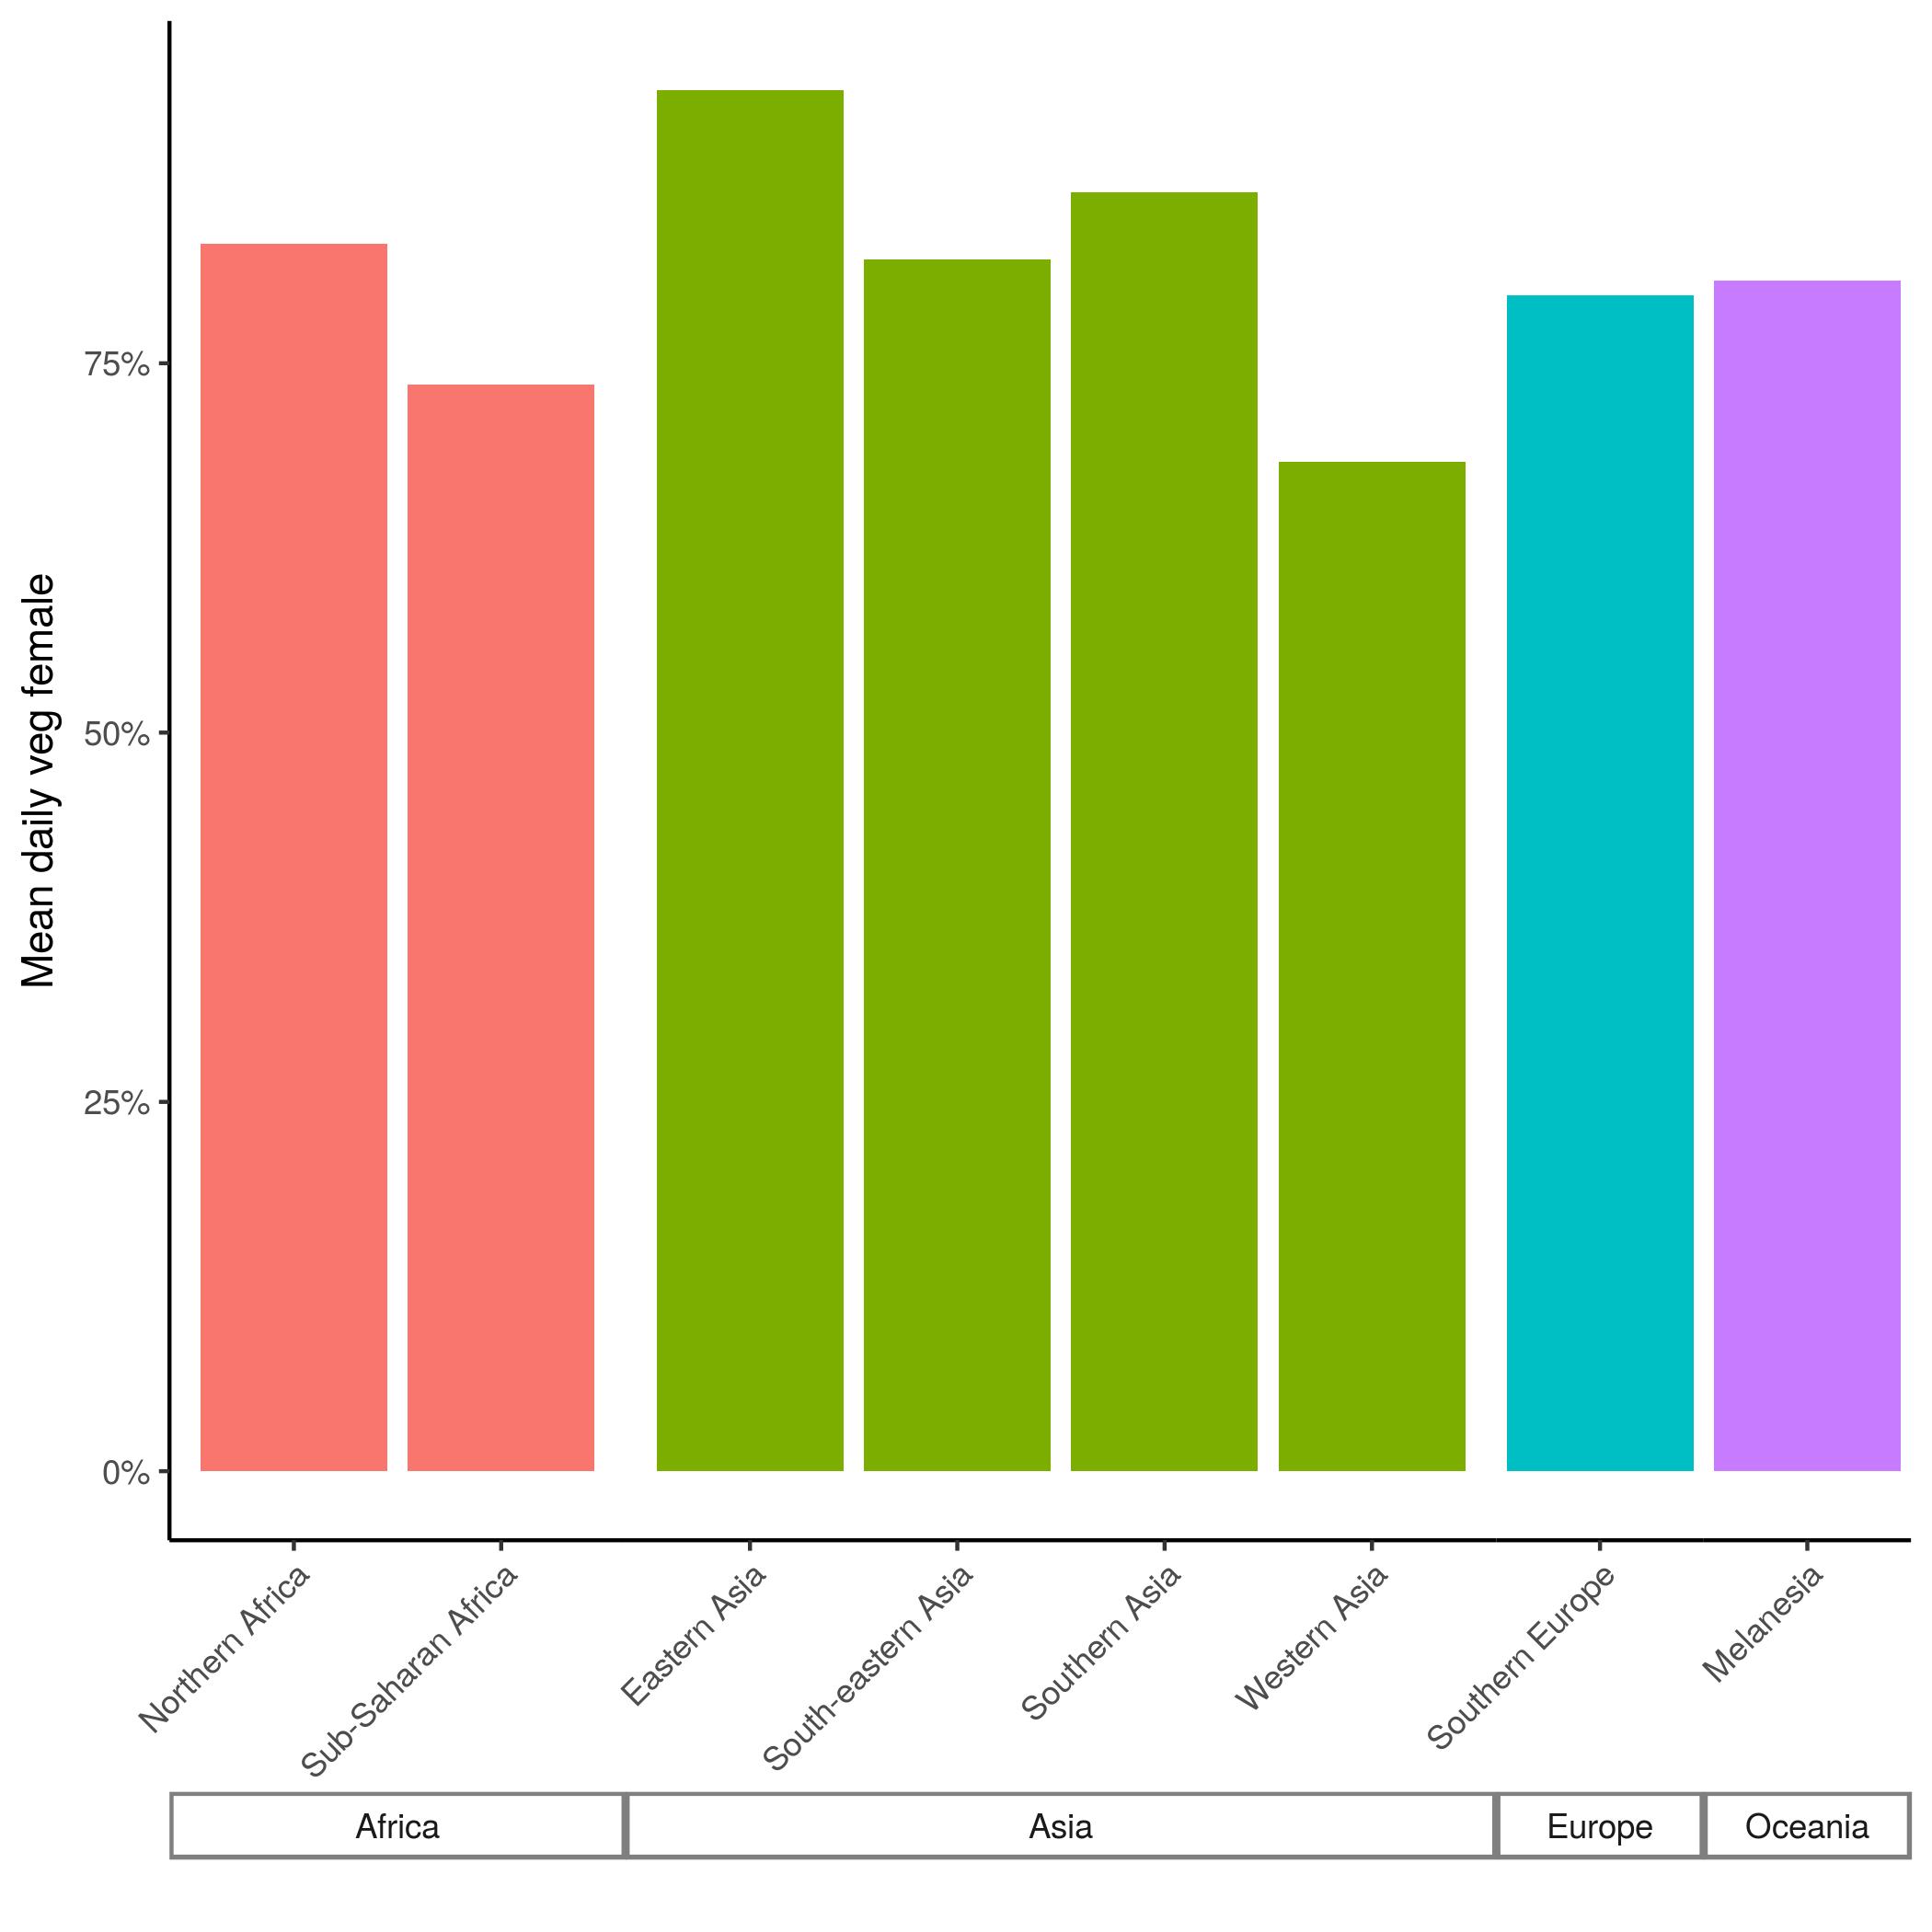 Mean daily veg female
75%
50%
25%
0%
Northern Africa
Sub-Saharan Africa
Eastern Asia
South-eastern Asia
Southern Asia
Western Asia
Southern Europe
Melanesia
Africa
Asia
Europe
Oceania